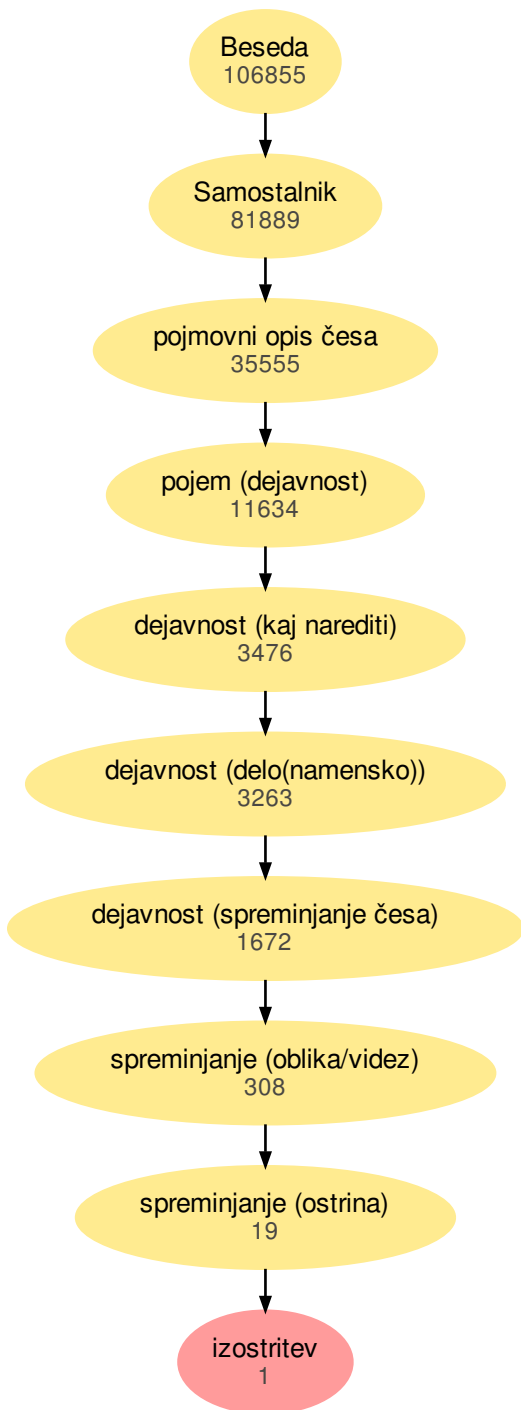 Beseda
106855
Samostalnik
81889
pojmovni opis česa
35555
pojem (dejavnost)
11634
dejavnost (kaj narediti)
3476
dejavnost (delo(namensko))
3263
dejavnost (spreminjanje česa)
1672
spreminjanje (oblika/videz)
308
spreminjanje (ostrina)
19
izostritev
1